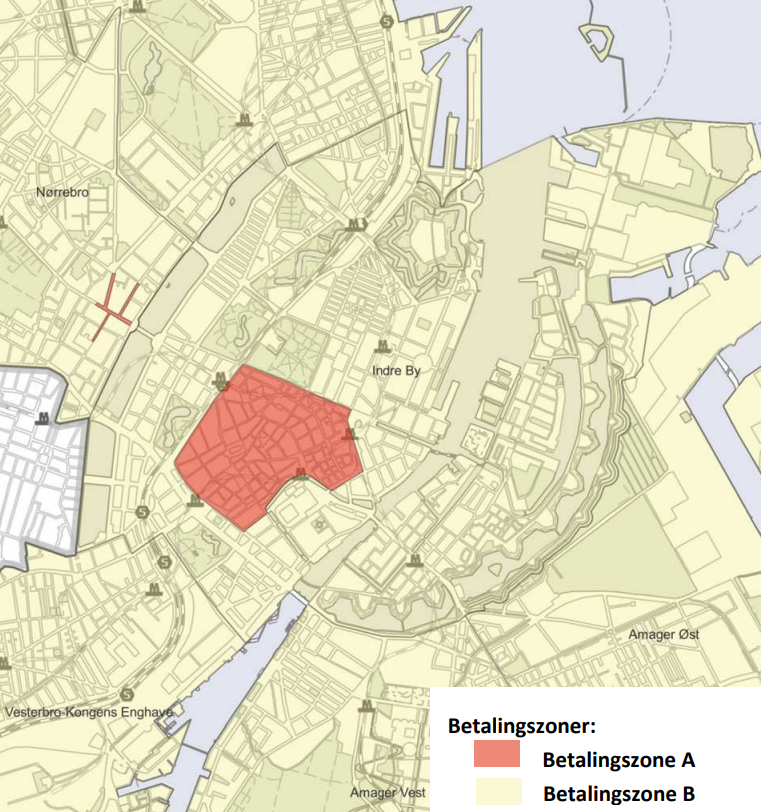 S
M
M
Nørrebro
M
M
Indre By
M
M
M
M
M
S
S
M
M
Amager Øst
M
S
Vesterbro-Kongens Enghave
M
Amager Vest
Betalingszoner:
Betalingszone A
Betalingszone B